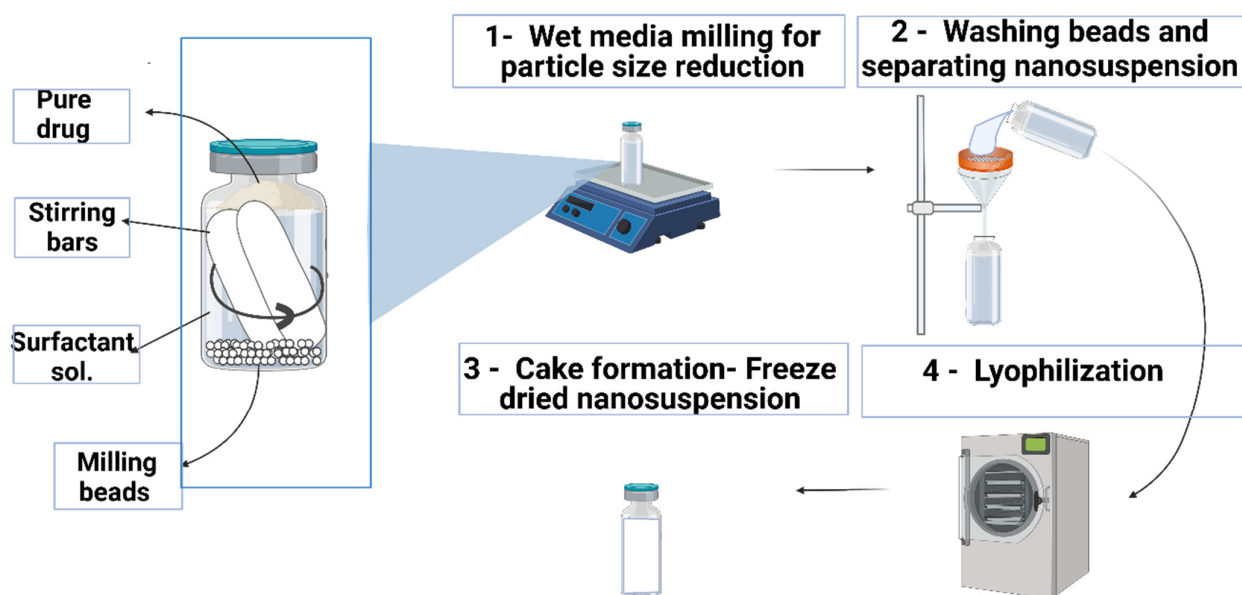 Pure
drug
Stirring
bars
Surfactant
sol.
Milling
beads
1- Wet media milling for
particle size reduction
2 - Washing beads and
separating nanosuspension
3 - Cake formation- Freeze
dried nanosuspension
4 - Lyophilization